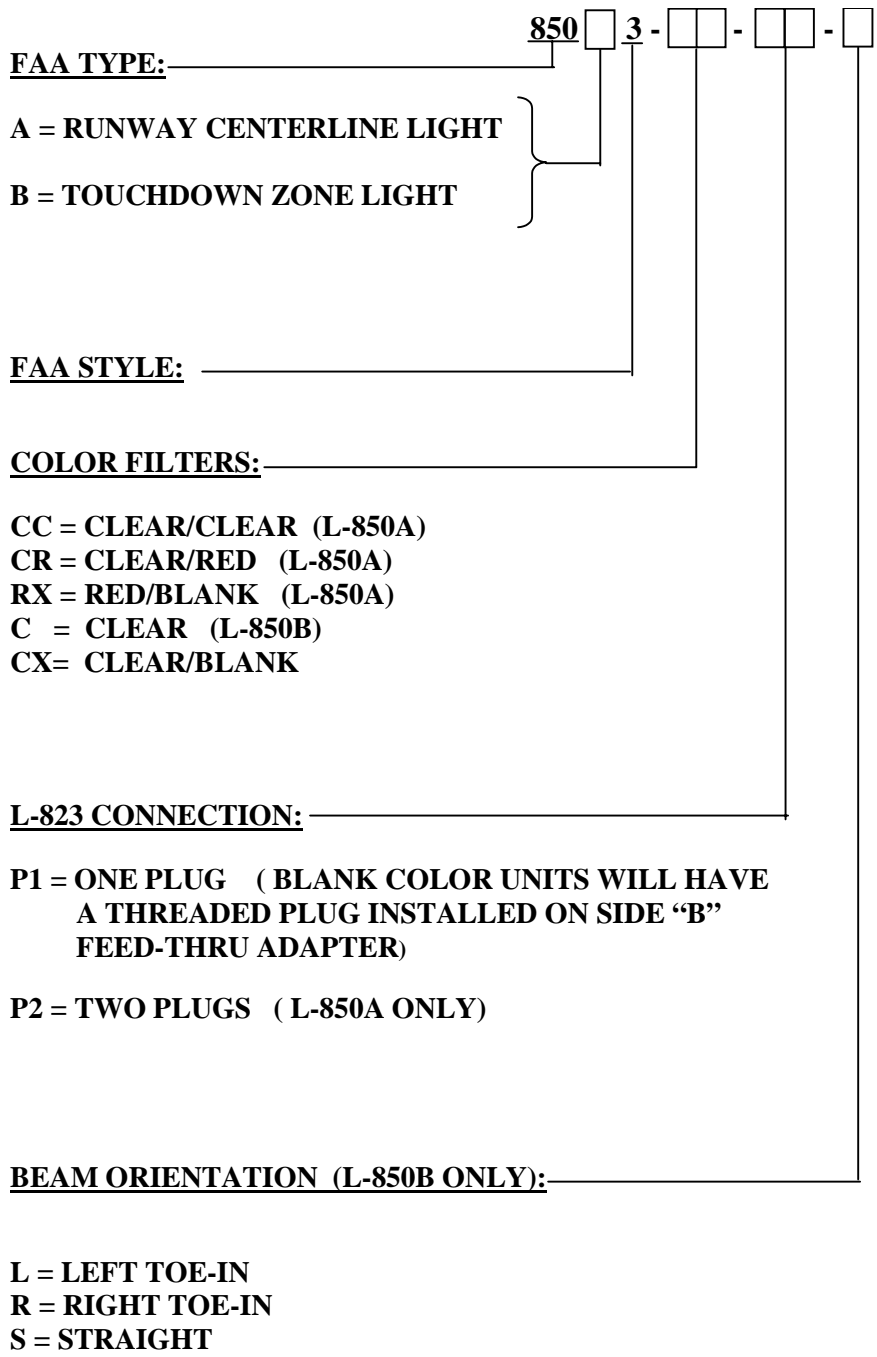 850 3 - - -
FAA TYPE:
A = RUNWAY CENTERLINE LIGHT
B = TOUCHDOWN ZONE LIGHT
FAA STYLE:
COLOR FILTERS:
CC = CLEAR/CLEAR (L-850A)
CR = CLEAR/RED (L-850A)
RX = RED/BLANK (L-850A)
C = CLEAR (L-850B)
CX= CLEAR/BLANK
L-823 CONNECTION:
P1 = ONE PLUG ( BLANK COLOR UNITS WILL HAVE
A THREADED PLUG INSTALLED ON SIDE “B”
FEED-THRU ADAPTER)
P2 = TWO PLUGS ( L-850A ONLY)
BEAM ORIENTATION (L-850B ONLY):
L = LEFT TOE-IN
R = RIGHT TOE-IN
S = STRAIGHT